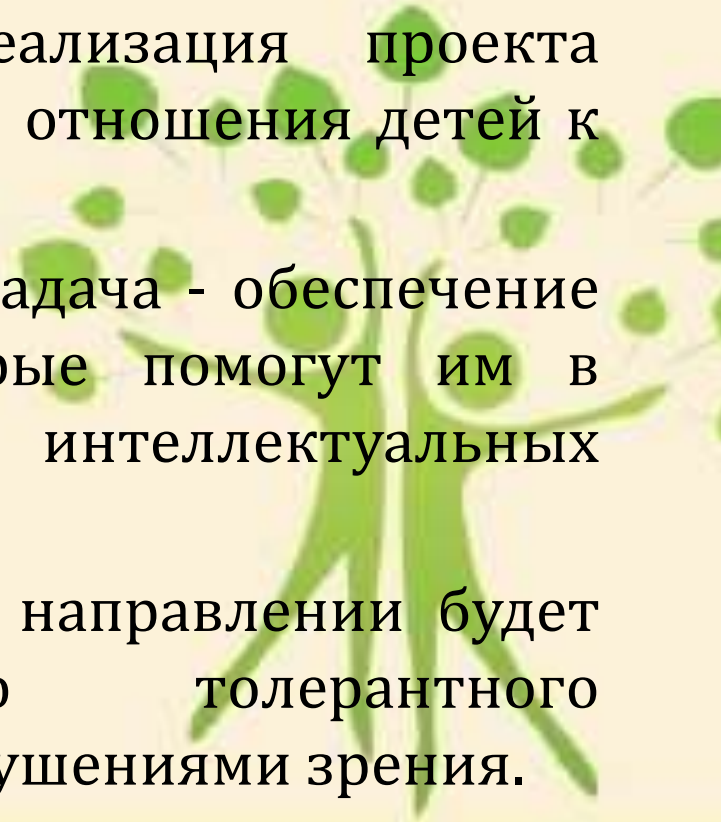 еализация проекта
отношения детей к
адача - обеспечение
рые помогут им в
интеллектуальных
направлении будет
о толерантного
ушениями зрения.